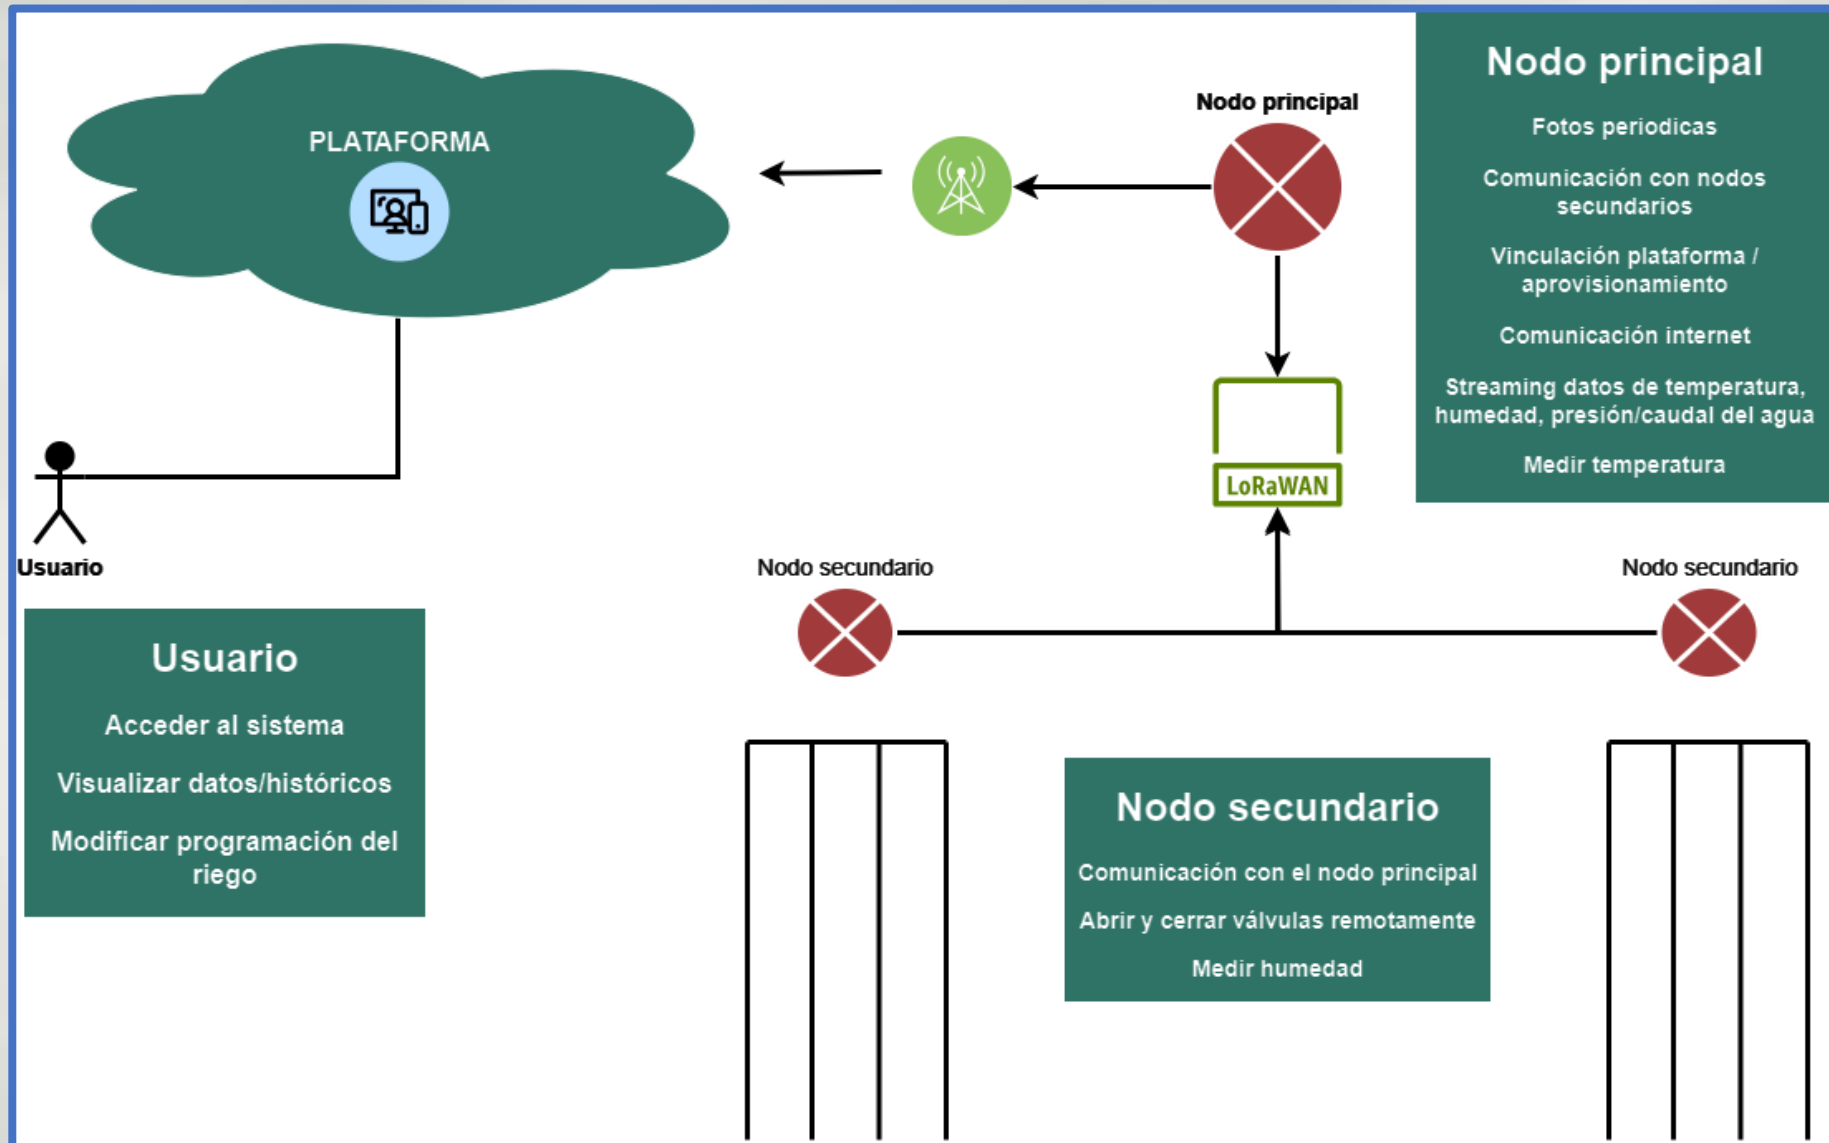 PLATAFORMA
Nodo principal
Nodo principal
Fotos periodicas
Comunicación con nodos
secundarios
Vinculación plataforma /
aprovisionamiento
Comunicación internet
Streaming datos de temperatura,
humedad, presión/caudal del agua
Medir temperatura
LoRaWAN
Usuario
Nodo secundario
Nodo secundario
Usuario
Acceder al sistema
Visualizar datos/históricos
Modificar programación del
riego
Nodo secundario
Comunicación con el nodo principal
Abrir y cerrar válvulas remotamente
Medir humedad